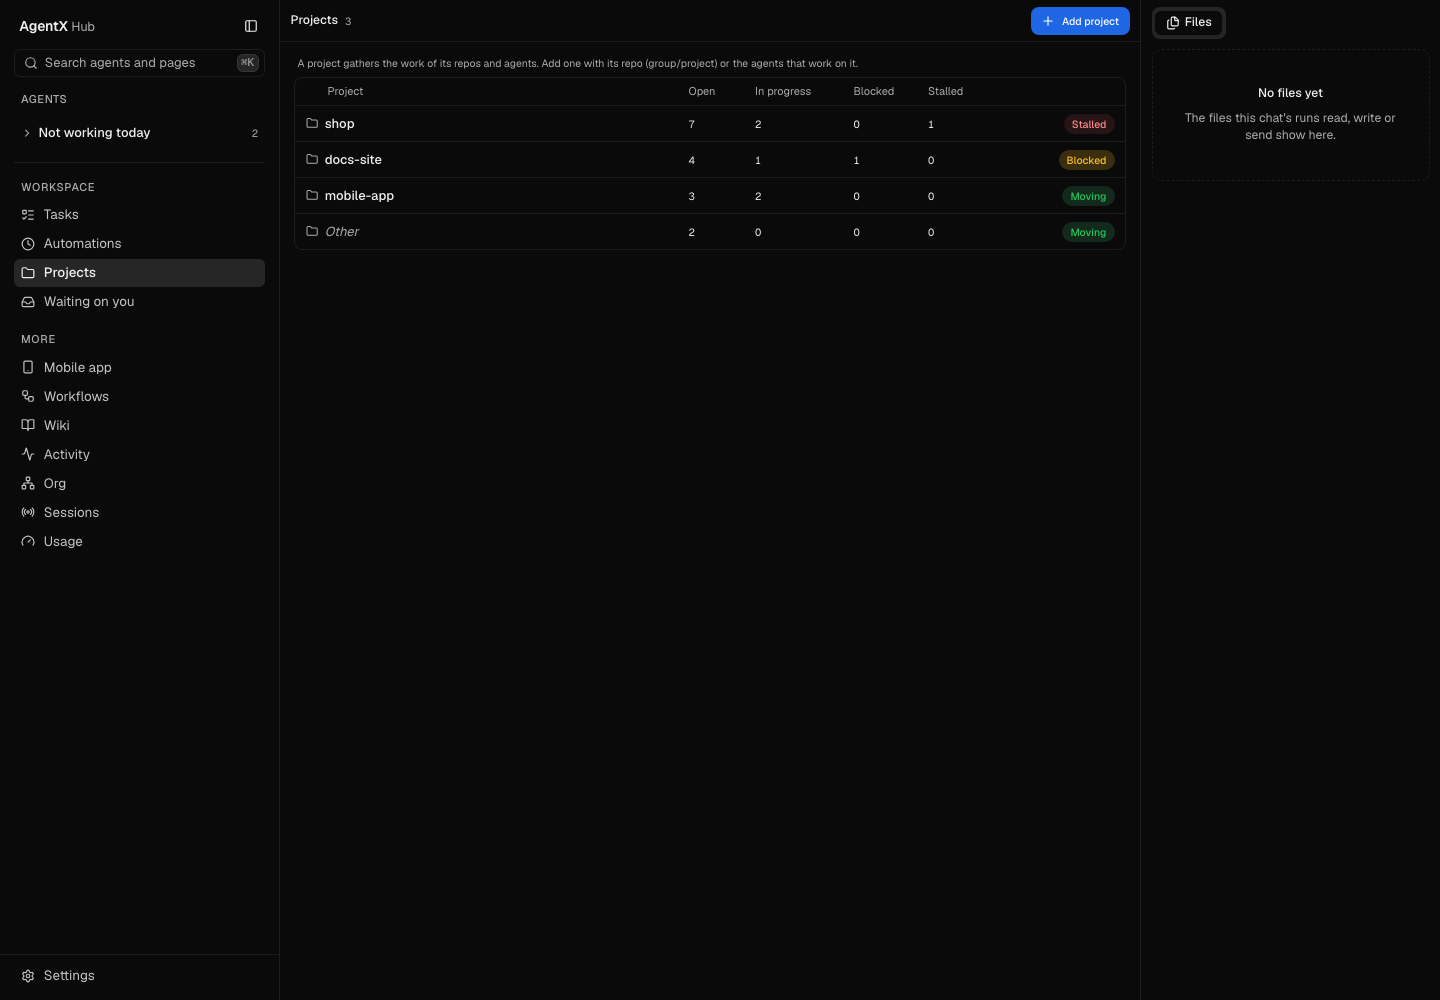 AgentX Hub
Search agents and pages ⌘K
AGENTS
Not working today 2
WORKSPACE
Tasks
Automations
Projects
Waiting on you
MORE
Mobile app
Workflows
Wiki
Activity
Org
Sessions
Usage
Settings
Projects 3
Add project
A project gathers the work of its repos and agents. Add one with its repo (group/project) or the agents that work on it.
Project Open In progress Blocked Stalled
shop 7 2 0 1 Stalled
docs-site 4 1 1 0 Blocked
mobile-app 3 2 0 0 Moving
Other 2 0 0 0 Moving
Files
No files yet
The files this chat's runs read, write or
send show here.